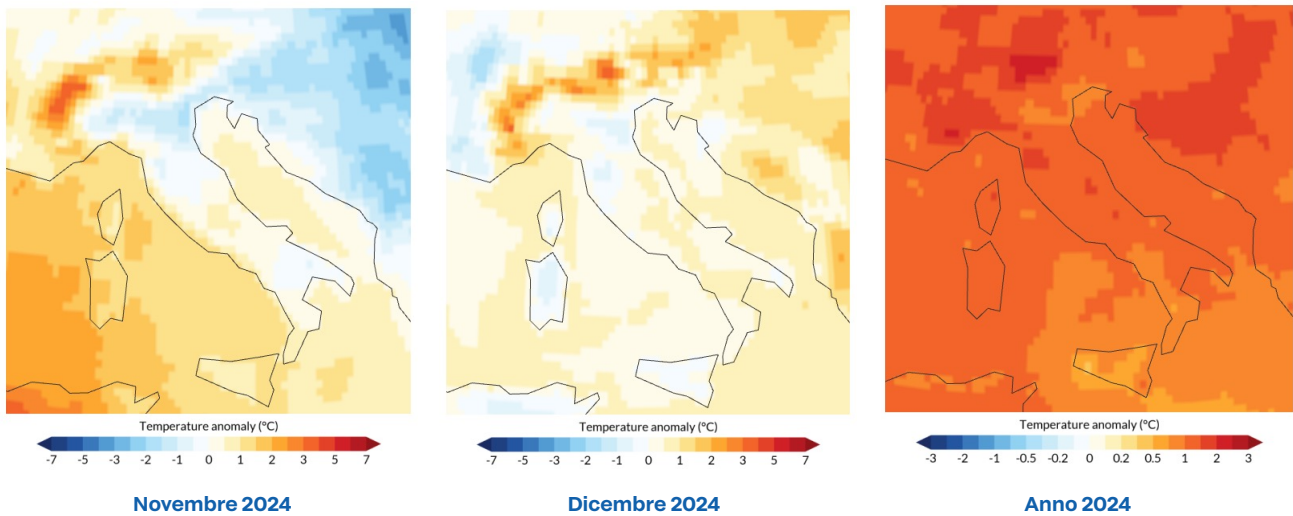 Temperature anomaly (°C)
-7 -5 -3 -2 -1 0 1 2 3 5 7
Novembre 2024
Temperature anomaly (°C)
-7 -5 -3 -2 -1 0 1 2 3 5 7
Dicembre 2024
Temperature anomaly (°C)
-3 -2 -1 -0.5 -0.2 0 0.2 0.5 1 2 3
Anno 2024